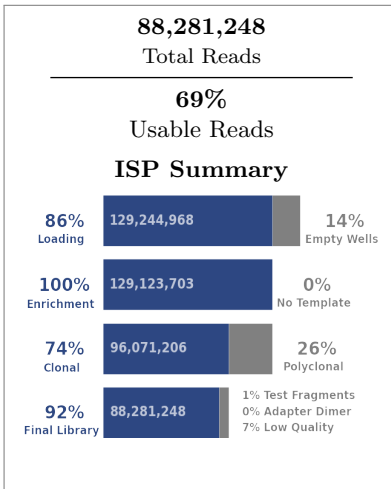 88,281,248
Total Reads
69%
Usable Reads
ISP Summary
86%
Loading
129,244,968
14%
Empty Wells
100%
Enrichment
129,123,703
0%
No Template
74%
Clonal
96,071,206
26%
Polyclonal
92%
Final Library
88,281,248
1% Test Fragments
0% Adapter Dimer
7% Low Quality